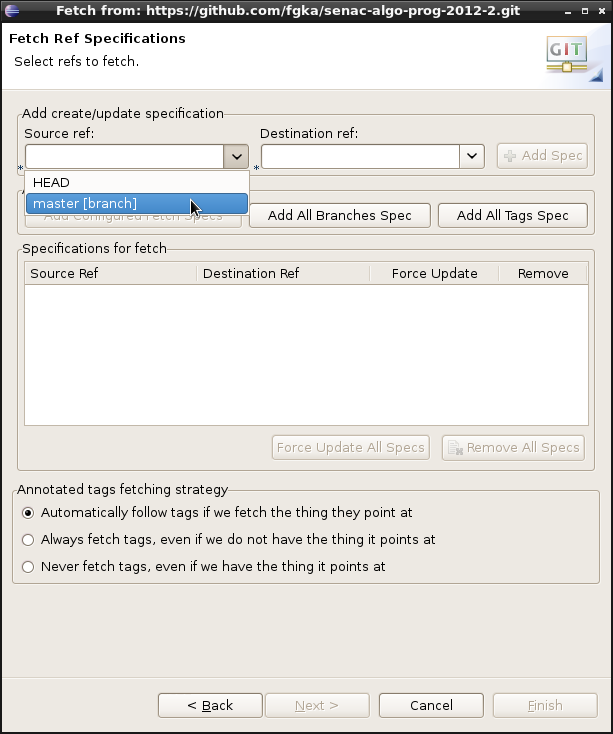 Fetch from: https://github.com/fgka/senac-algo-prog-2012-2.git
Fetch Ref Specifications
Select refs to fetch.
GIT
Add create/update specification
Source ref: Destination ref:
Add Spec
HEAD
master [branch]
Add Configured Fetch Specs Add All Branches Spec Add All Tags Spec
Specifications for fetch
Source Ref Destination Ref Force Update Remove
Force Update All Specs Remove All Specs
Annotated tags fetching strategy
Automatically follow tags if we fetch the thing they point at
Always fetch tags, even if we do not have the thing it points at
Never fetch tags, even if we have the thing it points at
< Back Next > Cancel Finish